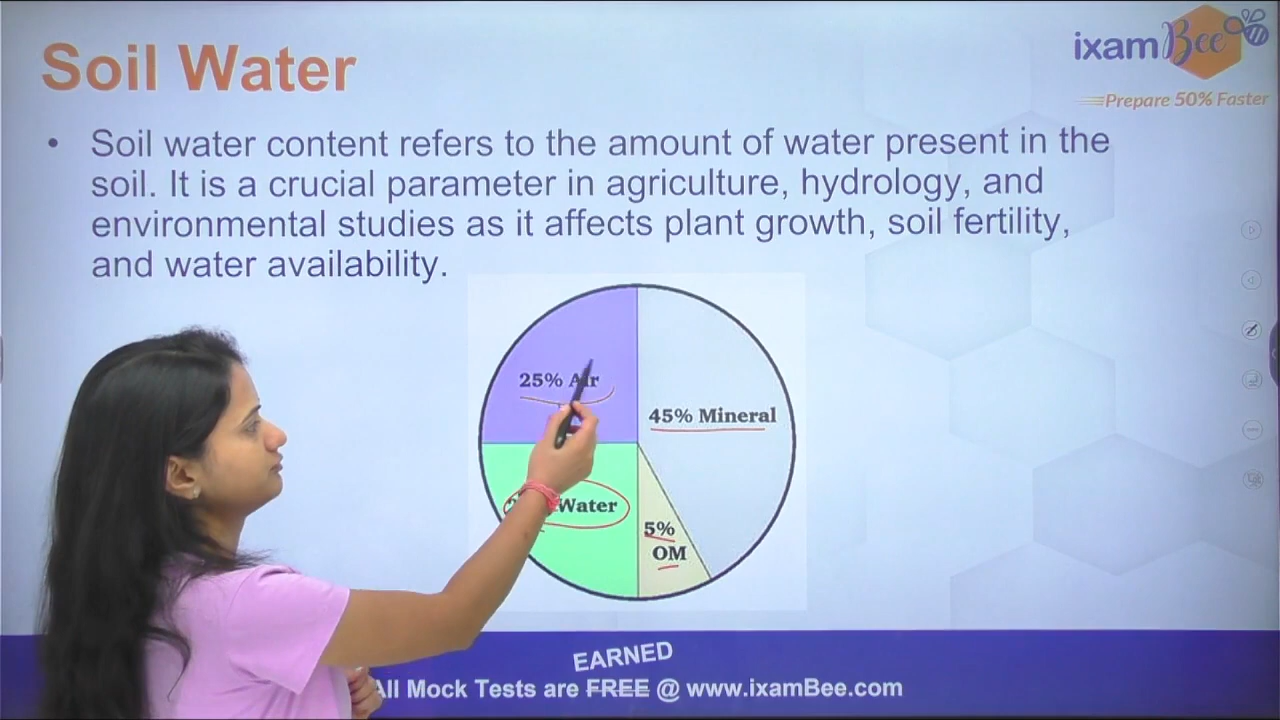 Soil Water
ixamBee
Prepare 50% Faster
• Soil water content refers to the amount of water present in the
soil. It is a crucial parameter in agriculture, hydrology, and
environmental studies as it affects plant growth, soil fertility,
and water availability.
25% Air
45% Mineral
Water
5%
OM
EARNED
All Mock Tests are FREE @ www.ixamBee.com